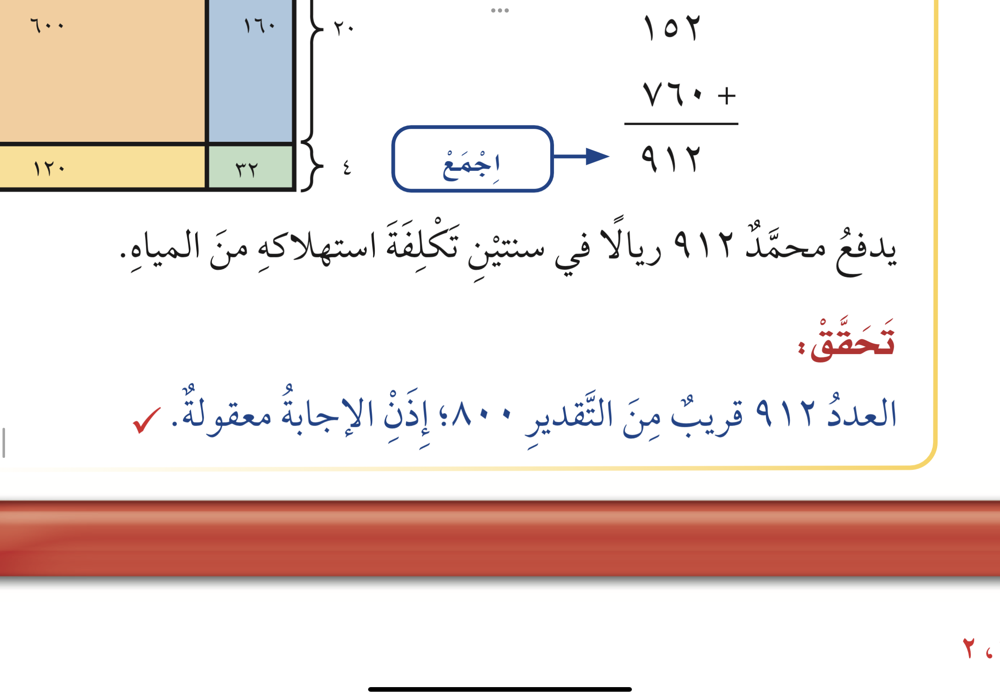 ٦٠٠ ١٦٠ ٢٠
١٥٢
+ ٧٦٠
٩١٢
اِجْمَعْ
١٢٠ ٣٢ ٤
يدفعُ محمَّدٌ ٩١٢ ريالًا في سنتيْنِ تَكْلِفَةَ استهلاكهِ منَ المياهِ.
تَحَقَّقْ:
العددُ ٩١٢ قريبٌ مِنَ التَّقديرِ ٨٠٠؛ إِذَنْ الإجابةُ معقولةٌ. ✓
، ٢